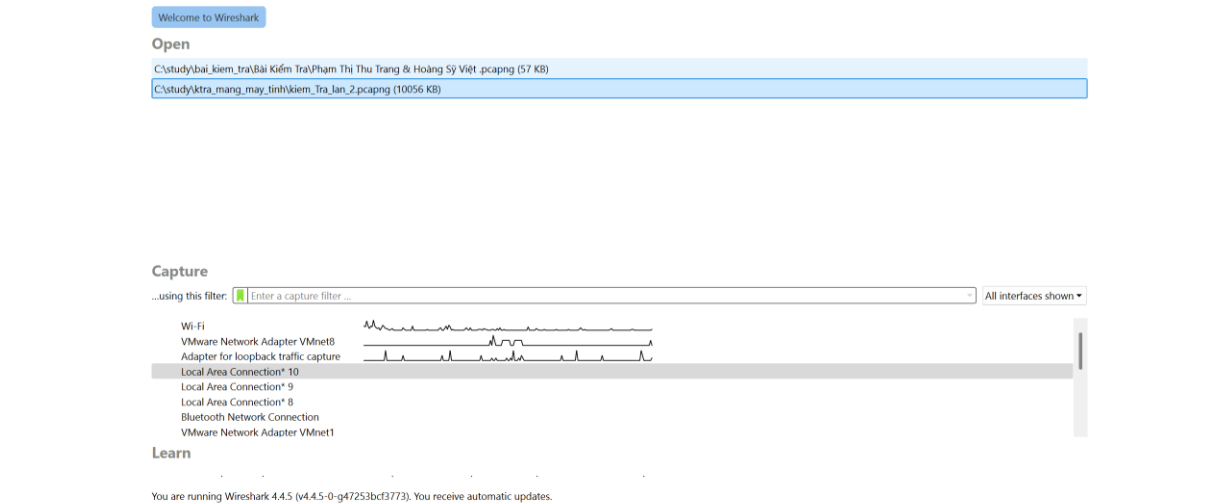 Welcome to Wireshark
Open
C:\study\bai_kiem_tra\Bài Kiểm Tra\Phạm Thị Thu Trang & Hoàng Sỹ Việt .pcapng (57 KB)
C:\study\ktra_mang_may_tinh\kiem_Tra_lan_2.pcapng (10056 KB)
Capture
...using this filter: Enter a capture filter ... All interfaces shown
Wi-Fi
VMware Network Adapter VMnet8
Adapter for loopback traffic capture
Local Area Connection* 10
Local Area Connection* 9
Local Area Connection* 8
Bluetooth Network Connection
VMware Network Adapter VMnet1
Learn
You are running Wireshark 4.4.5 (v4.4.5-0-g47253bcf3773). You receive automatic updates.